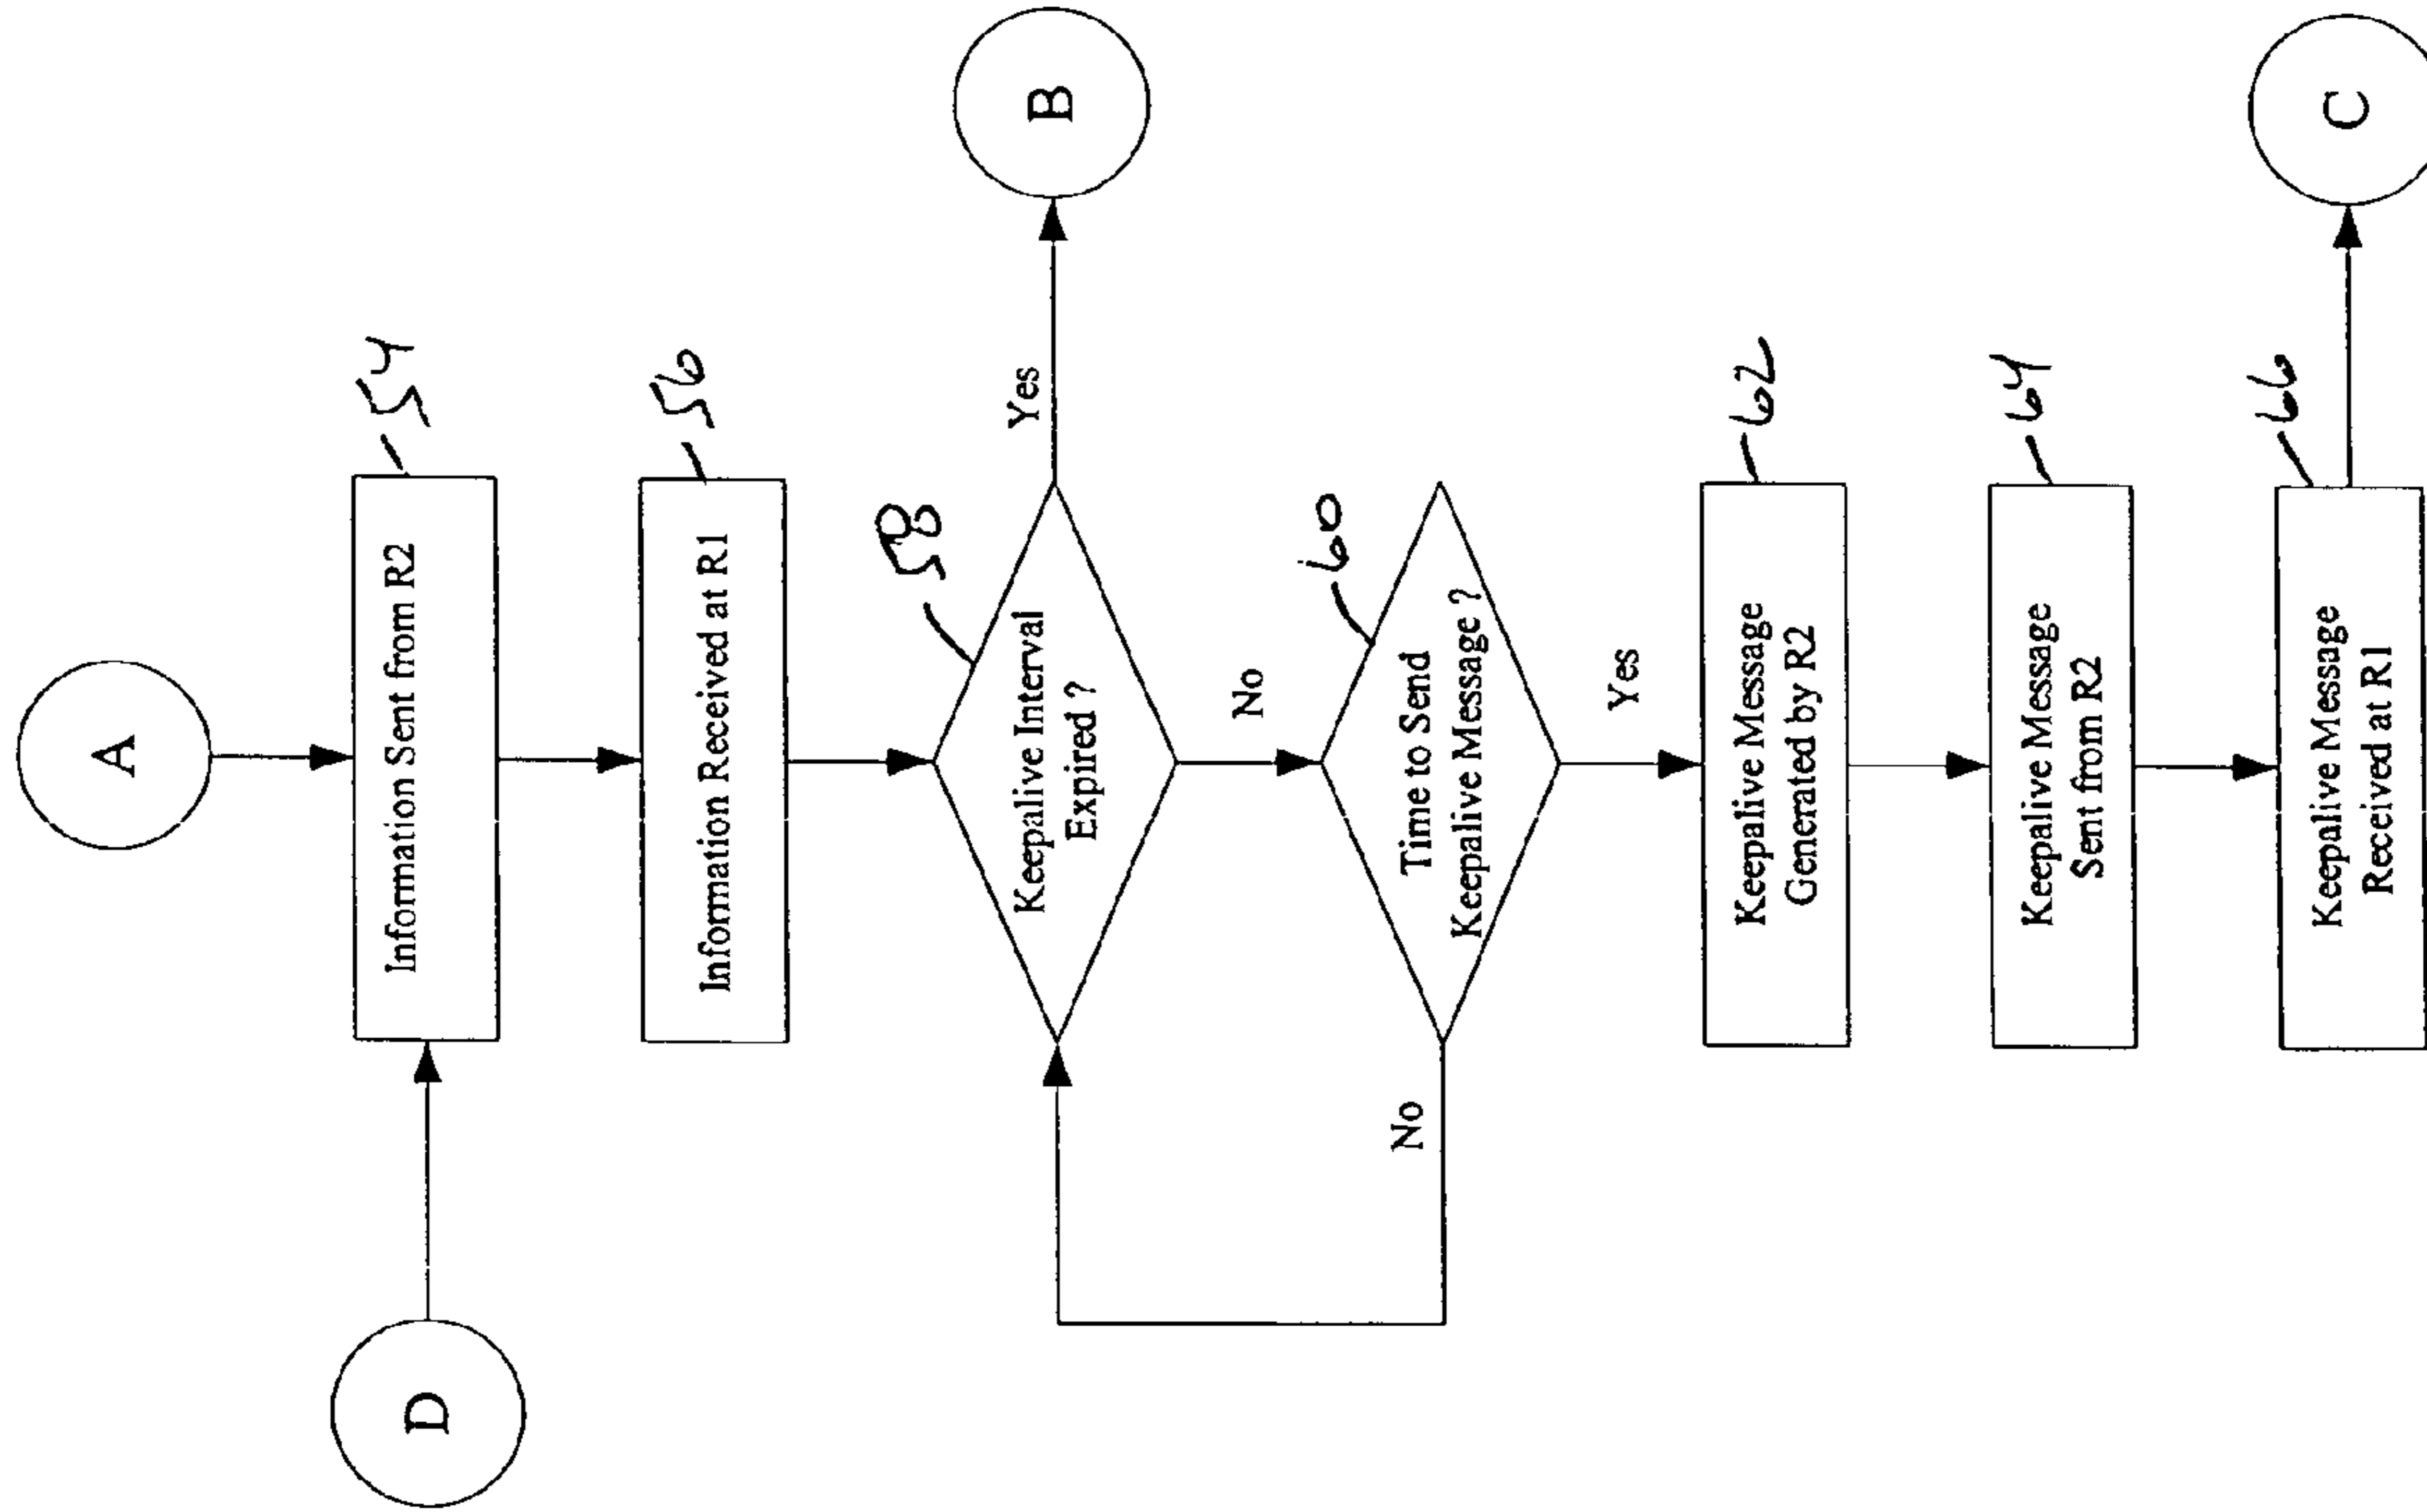 A
D
Information Sent from R2
54
Information Received at R1
56
Keepalive Interval
Expired ?
58
Yes
B
No
Time to Send
Keepalive Message ?
60
No
Yes
Keepalive Message
Generated by R2
62
Keepalive Message
Sent from R2
64
Keepalive Message
Received at R1
66
C